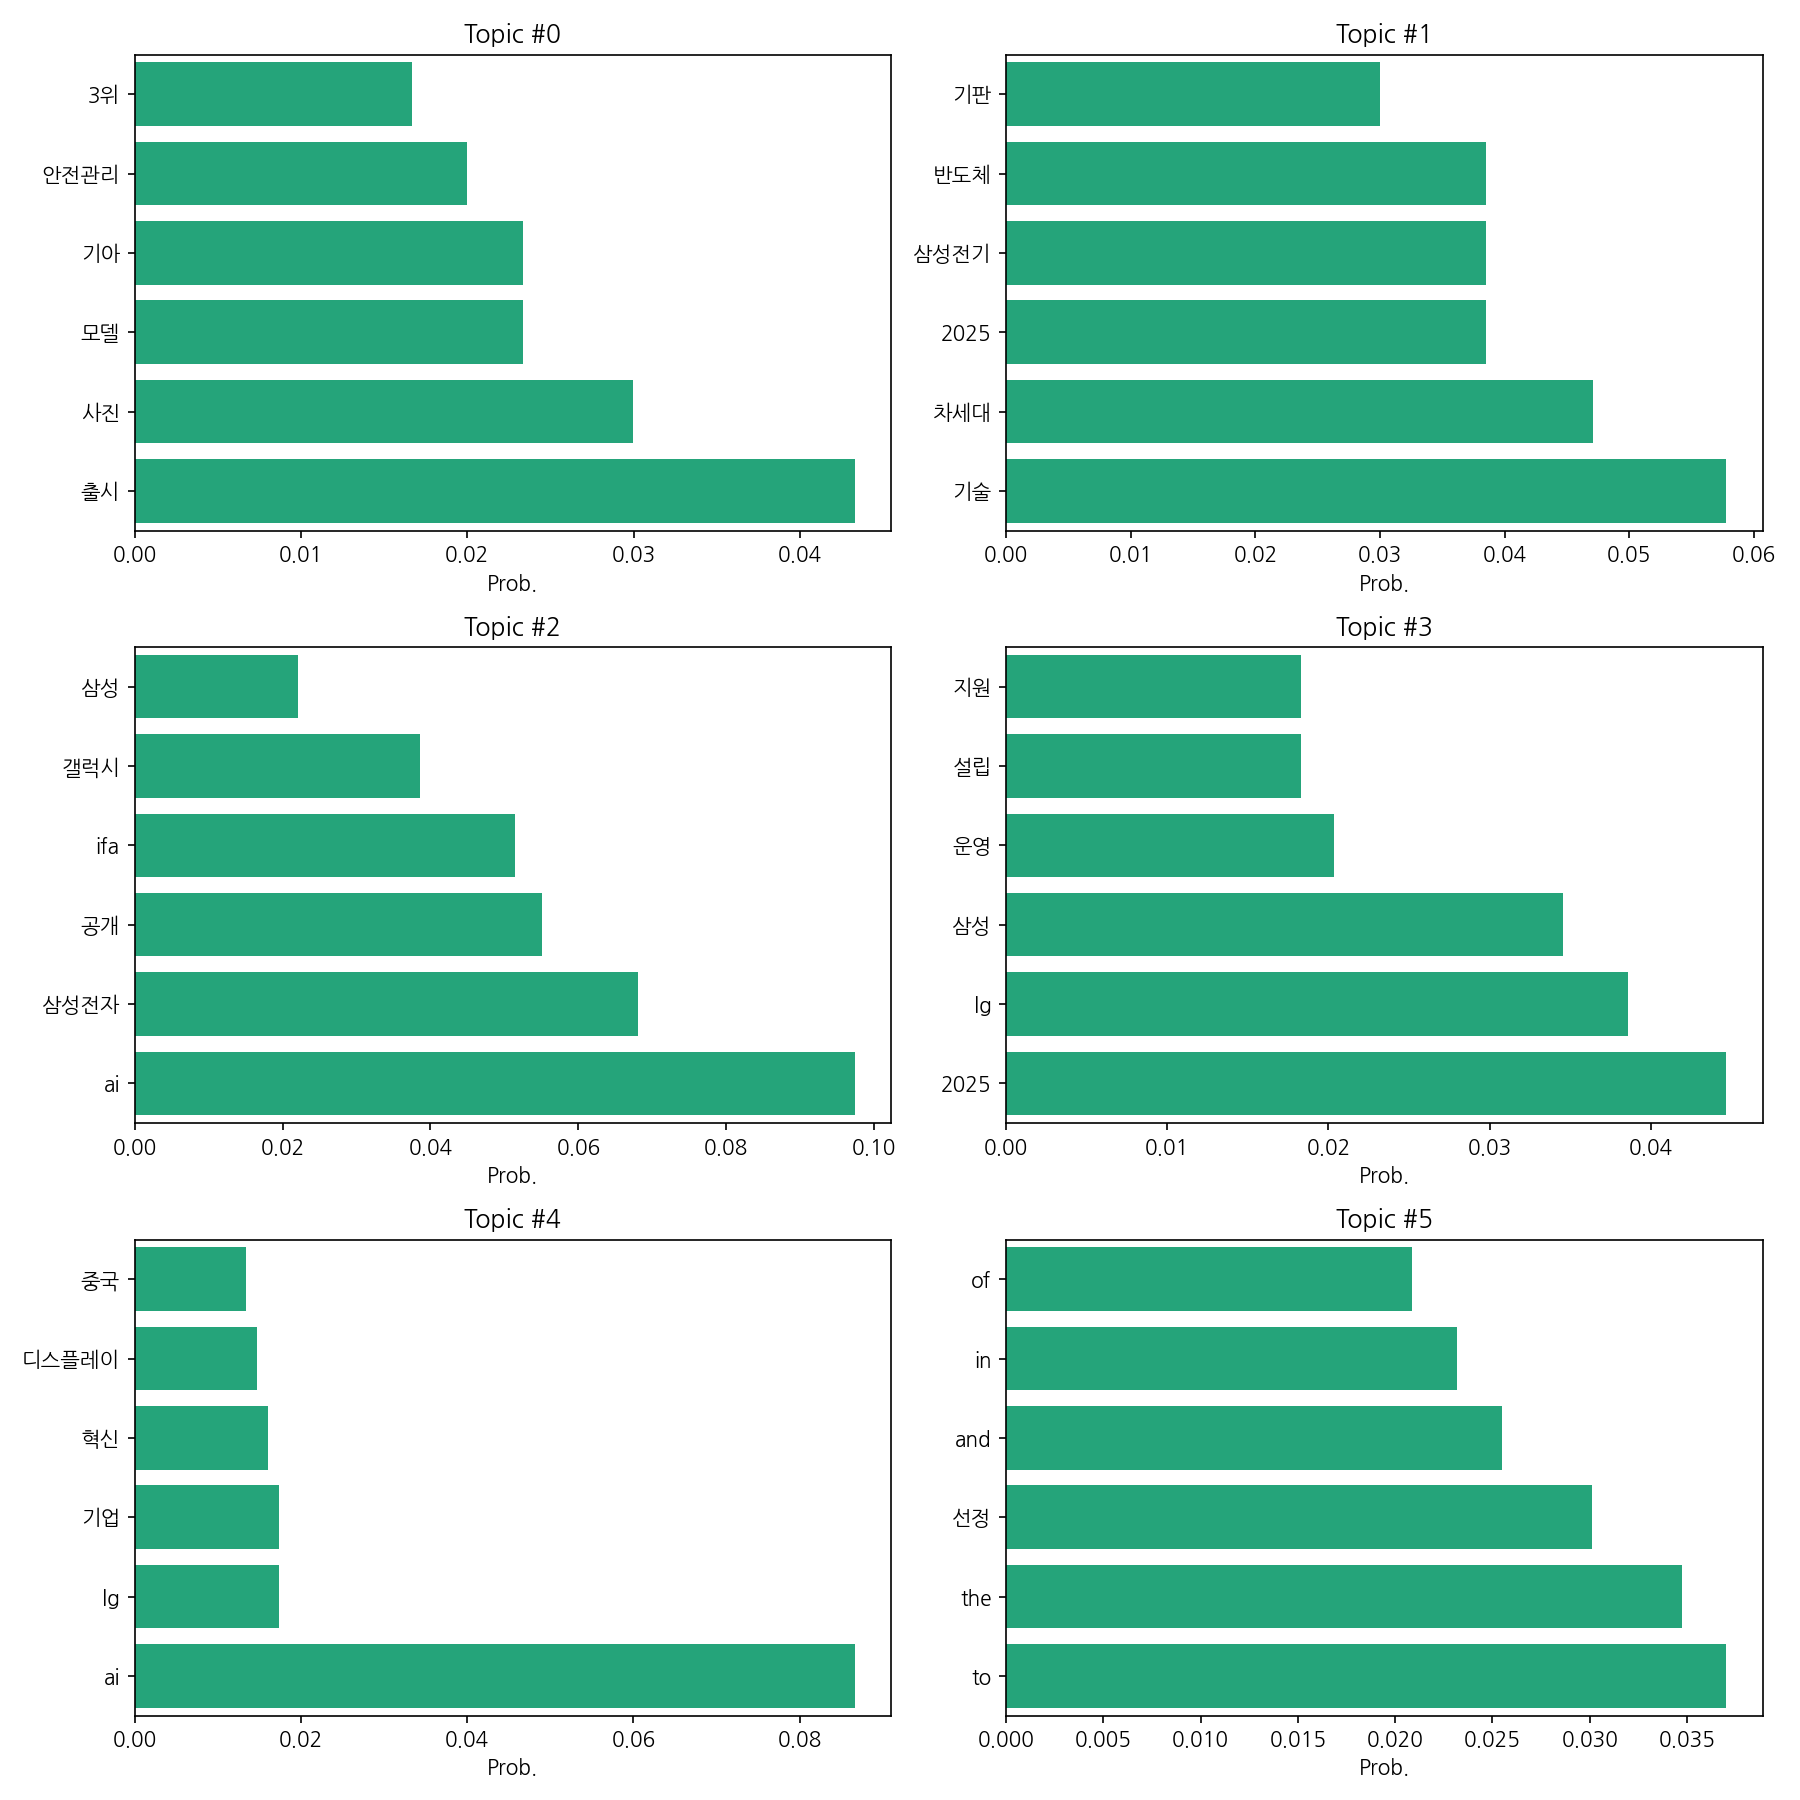 Topic #0
3위
안전관리
기아
모델
사진
출시
0.00 0.01 0.02 0.03 0.04
Prob.
Topic #1
기판
반도체
삼성전기
2025
차세대
기술
0.00 0.01 0.02 0.03 0.04 0.05 0.06
Prob.
Topic #2
삼성
갤럭시
ifa
공개
삼성전자
ai
0.00 0.02 0.04 0.06 0.08 0.10
Prob.
Topic #3
지원
설립
운영
삼성
lg
2025
0.00 0.01 0.02 0.03 0.04
Prob.
Topic #4
중국
디스플레이
혁신
기업
lg
ai
0.00 0.02 0.04 0.06 0.08
Prob.
Topic #5
of
in
and
선정
the
to
0.000 0.005 0.010 0.015 0.020 0.025 0.030 0.035
Prob.